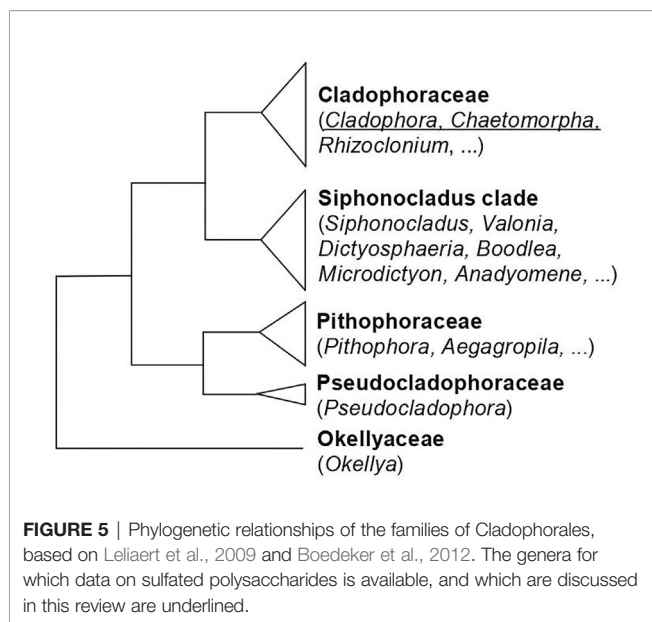 Cladophoraceae
(Cladophora, Chaetomorpha,
Rhizoclonium, ...)
Siphonocladus clade
(Siphonocladus, Valonia,
Dictyosphaeria, Boodlea,
Microdictyon, Anadyomene, ...)
Pithophoraceae
(Pithophora, Aegagropila, ...)
Pseudocladophoraceae
(Pseudocladophora)
Okellyaceae
(Okellya)
FIGURE 5 | Phylogenetic relationships of the families of Cladophorales,
based on Leliaert et al., 2009 and Boedeker et al., 2012. The genera for
which data on sulfated polysaccharides is available, and which are discussed
in this review are underlined.